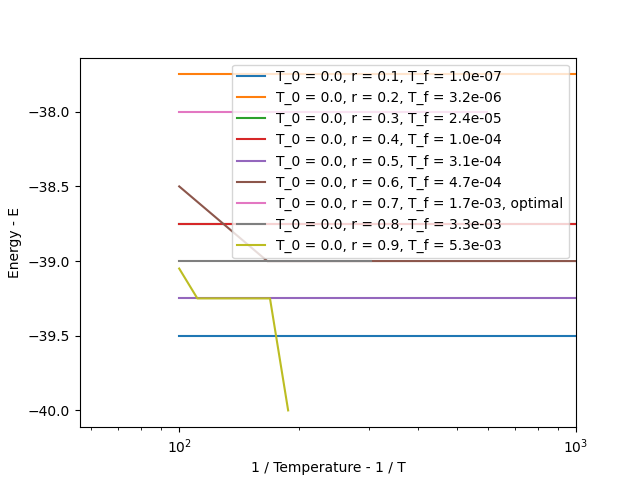 T_0 = 0.0, r = 0.1, T_f = 1.0e-07
T_0 = 0.0, r = 0.2, T_f = 3.2e-06
T_0 = 0.0, r = 0.3, T_f = 2.4e-05
T_0 = 0.0, r = 0.4, T_f = 1.0e-04
T_0 = 0.0, r = 0.5, T_f = 3.1e-04
T_0 = 0.0, r = 0.6, T_f = 4.7e-04
T_0 = 0.0, r = 0.7, T_f = 1.7e-03, optimal
T_0 = 0.0, r = 0.8, T_f = 3.3e-03
T_0 = 0.0, r = 0.9, T_f = 5.3e-03
−38.0
−38.5
−39.0
−39.5
−40.0
Energy - E
10²
10³
1 / Temperature - 1 / T